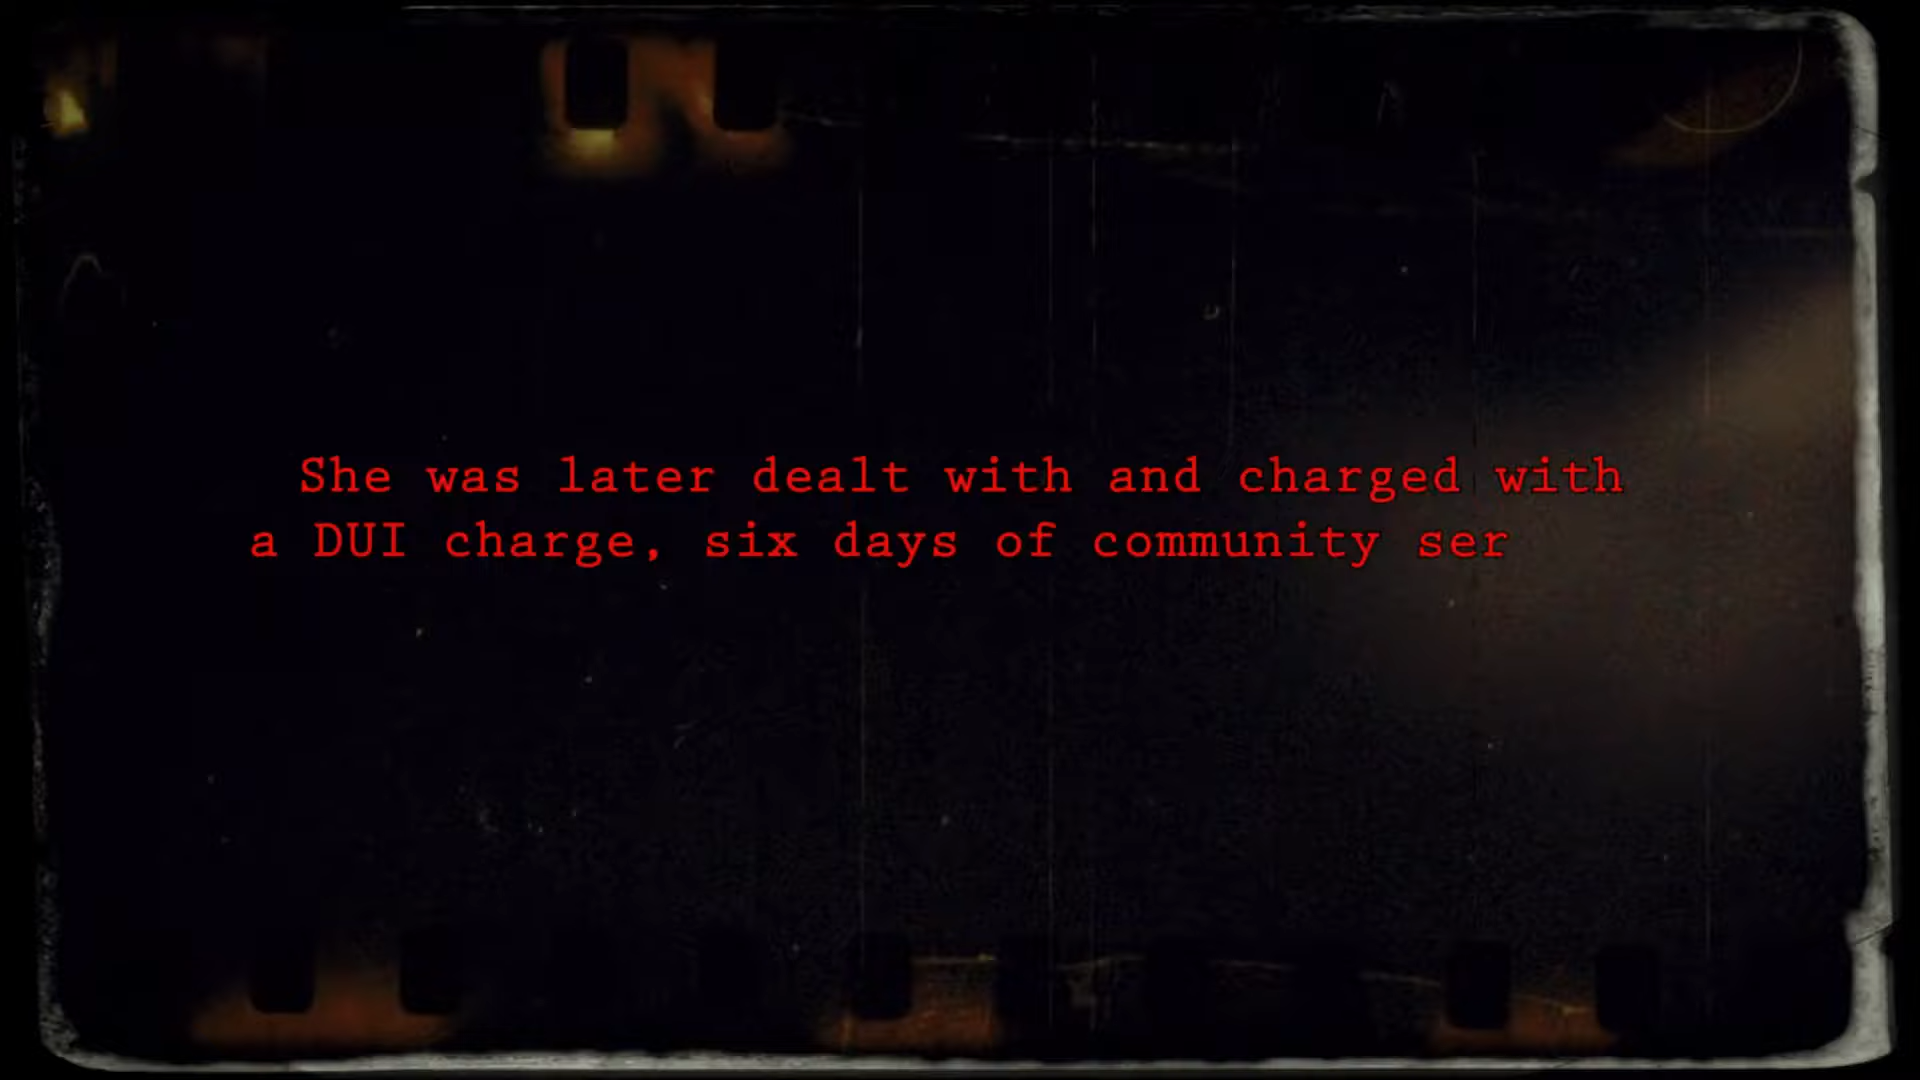 She was later dealt with and charged with
a DUI charge, six days of community ser